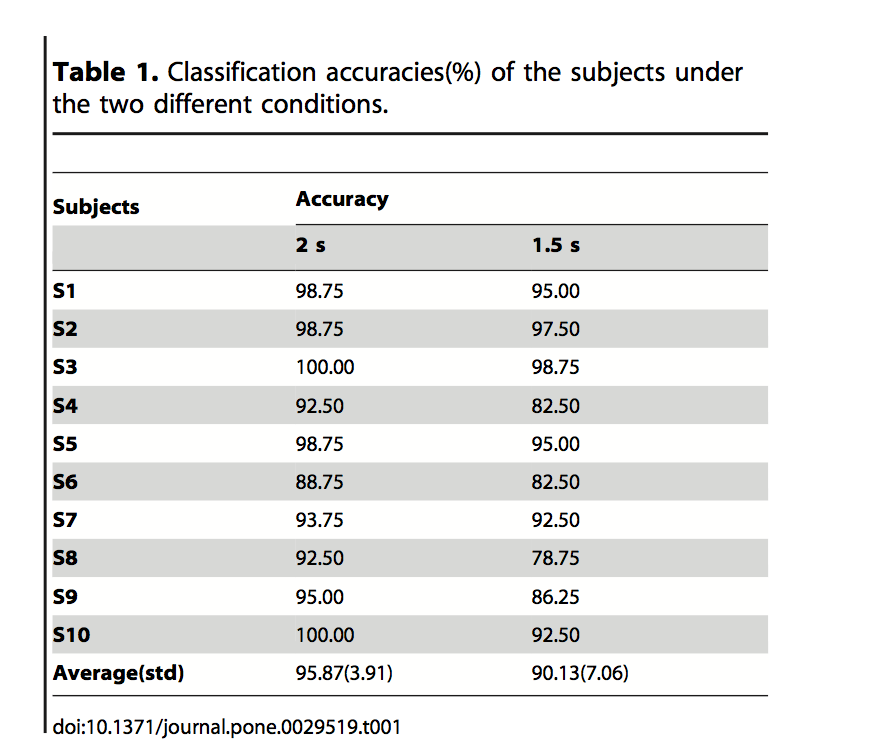 Table 1. Classification accuracies(%) of the subjects under
the two different conditions.
Subjects Accuracy
2 s 1.5 s
S1 98.75 95.00
S2 98.75 97.50
S3 100.00 98.75
S4 92.50 82.50
S5 98.75 95.00
S6 88.75 82.50
S7 93.75 92.50
S8 92.50 78.75
S9 95.00 86.25
S10 100.00 92.50
Average(std) 95.87(3.91) 90.13(7.06)
doi:10.1371/journal.pone.0029519.t001